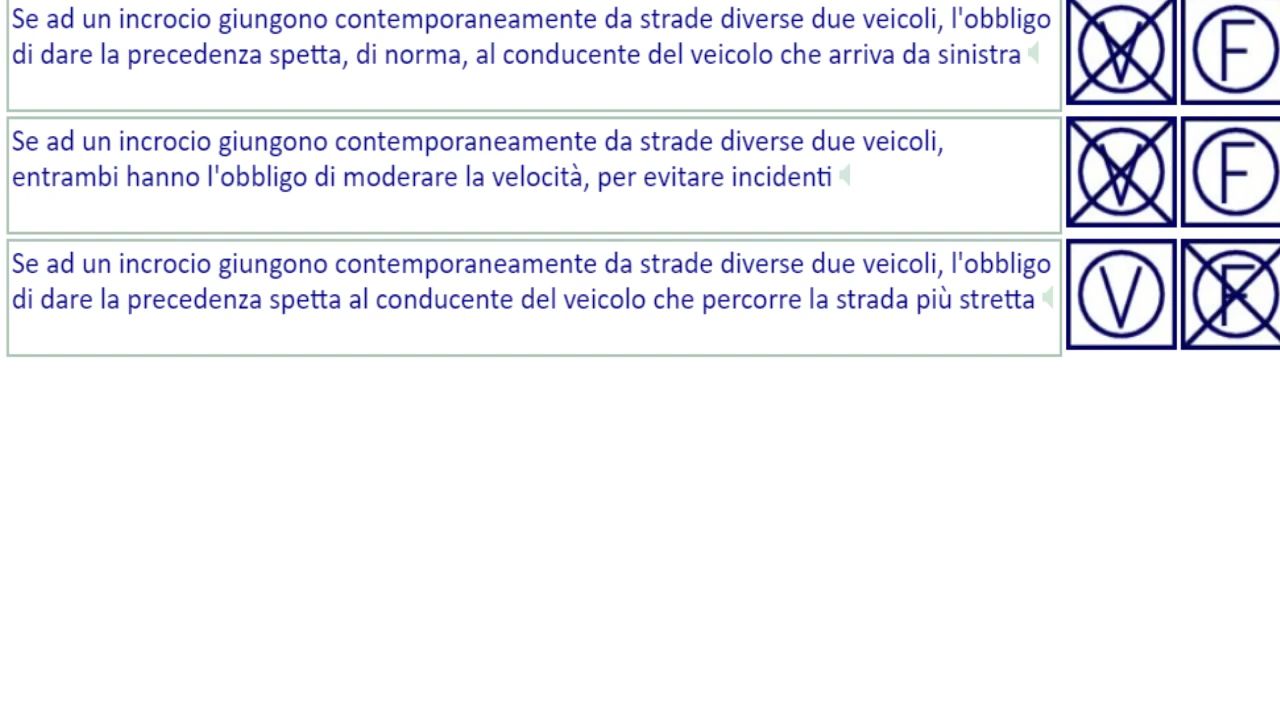 Se ad un incrocio giungono contemporaneamente da strade diverse due veicoli, l'obbligo
di dare la precedenza spetta, di norma, al conducente del veicolo che arriva da sinistra
V F
Se ad un incrocio giungono contemporaneamente da strade diverse due veicoli,
entrambi hanno l'obbligo di moderare la velocità, per evitare incidenti
V F
Se ad un incrocio giungono contemporaneamente da strade diverse due veicoli, l'obbligo
di dare la precedenza spetta al conducente del veicolo che percorre la strada più stretta
V F